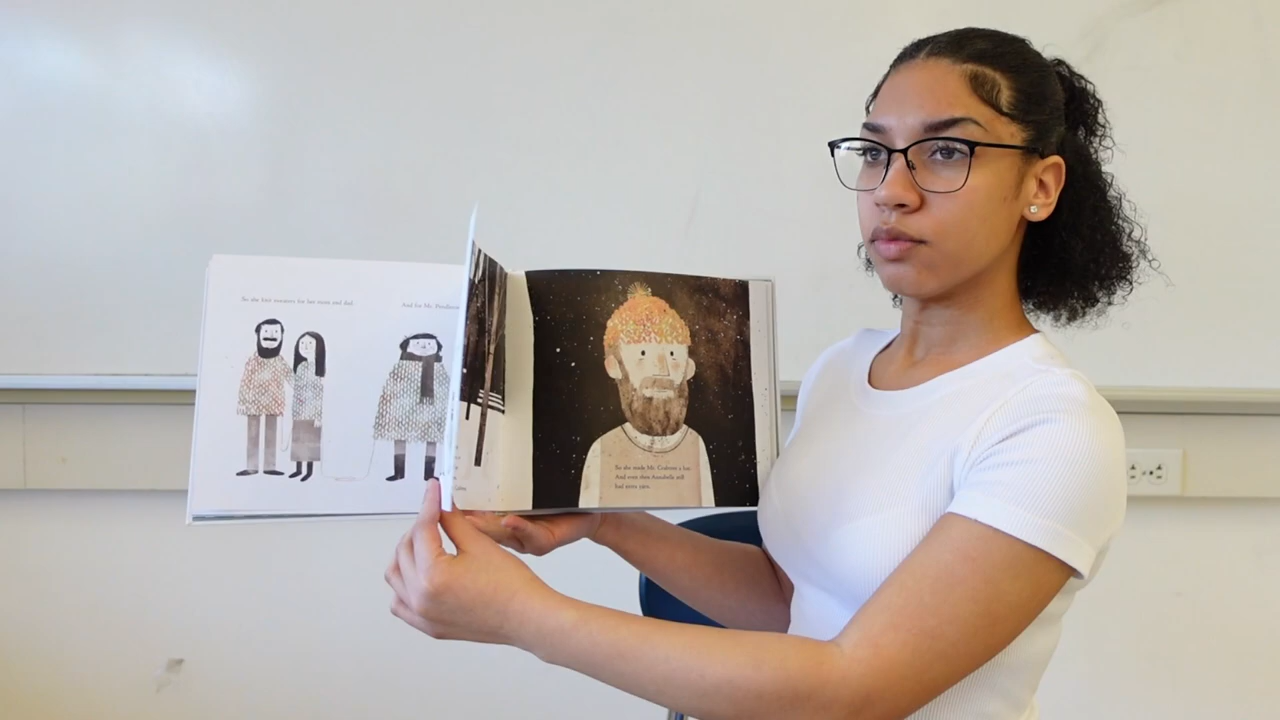 So she knit sweaters for her mom and dad.
And for Mr. Pendleton
So she made Mr. Crabtree a hat.
And even then Annabelle still
had extra yarn.